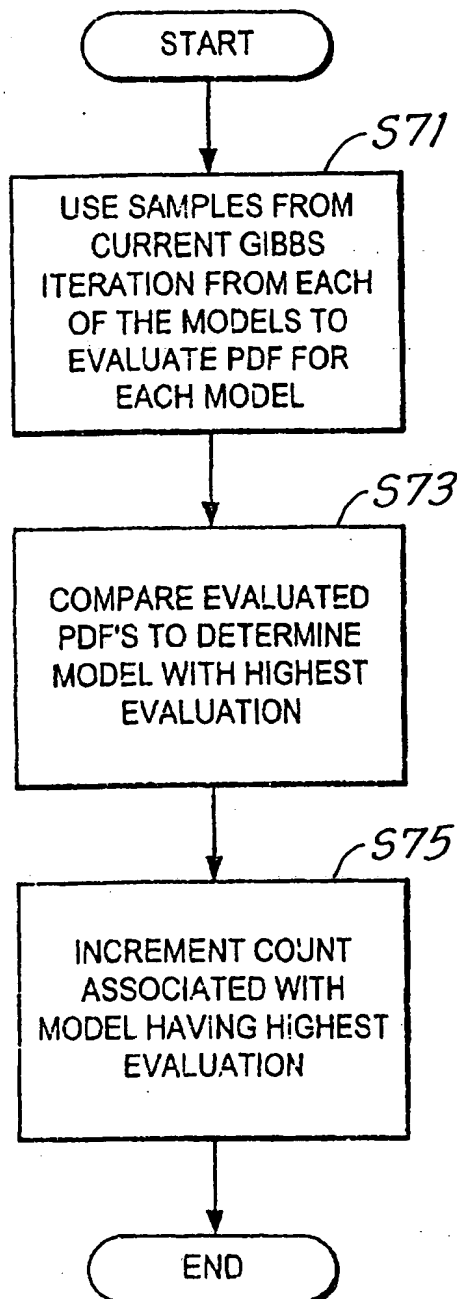 START
S71
USE SAMPLES FROM
CURRENT GIBBS
ITERATION FROM EACH
OF THE MODELS TO
EVALUATE PDF FOR
EACH MODEL
S73
COMPARE EVALUATED
PDF'S TO DETERMINE
MODEL WITH HIGHEST
EVALUATION
S75
INCREMENT COUNT
ASSOCIATED WITH
MODEL HAVING HIGHEST
EVALUATION
END